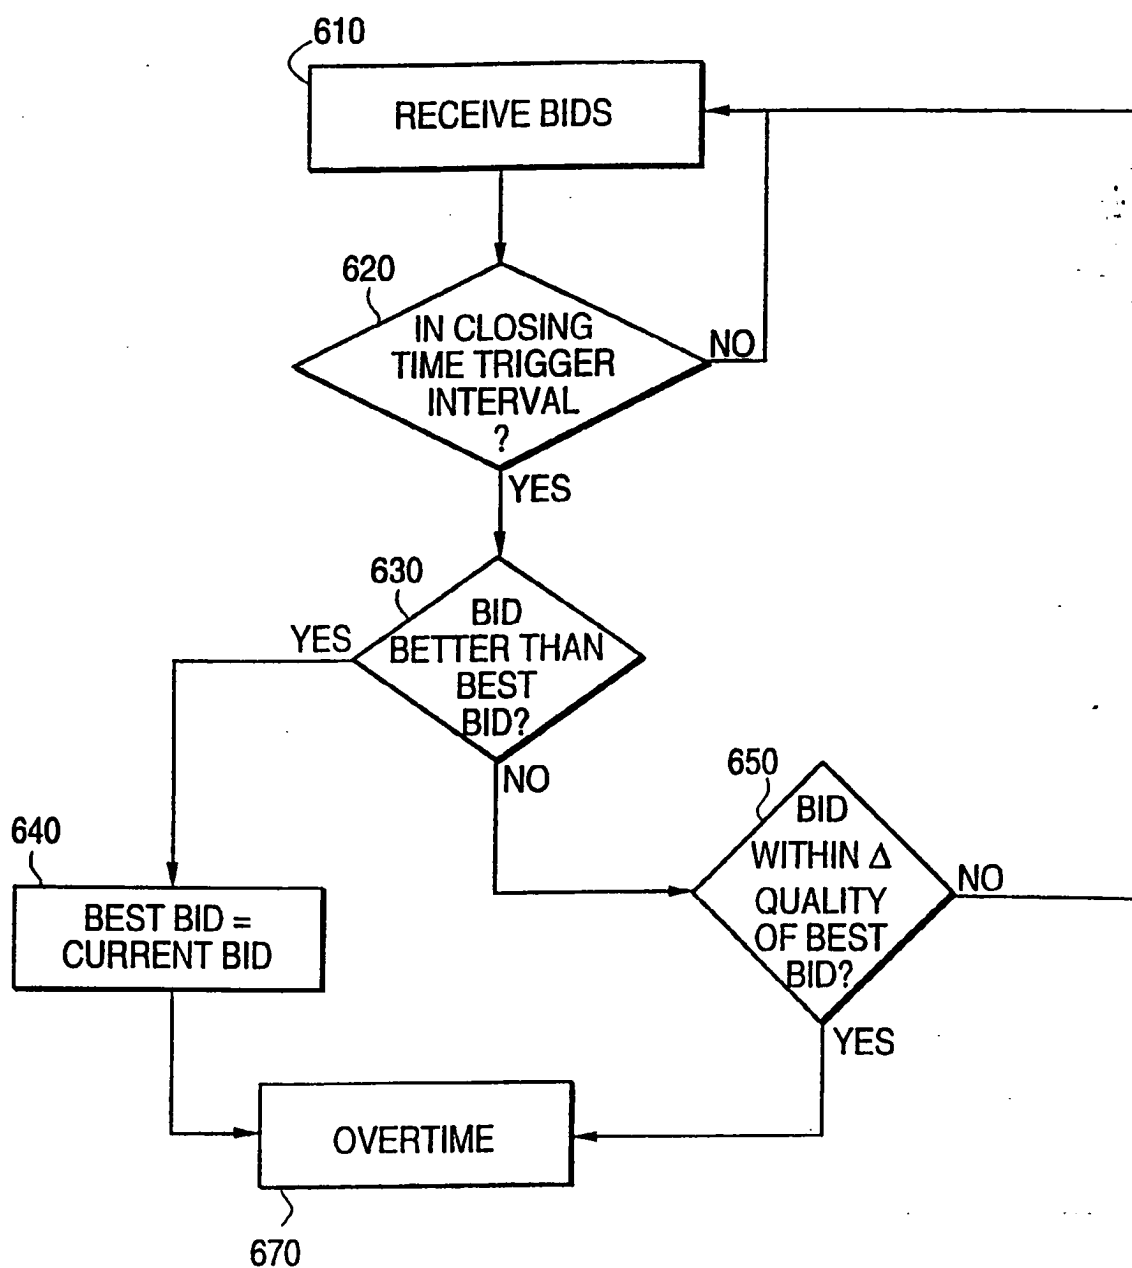 610
RECEIVE BIDS
620
IN CLOSING
TIME TRIGGER
INTERVAL
?
NO
YES
630
BID
BETTER THAN
BEST
BID?
YES
NO
650
BID
WITHIN Δ
QUALITY
OF BEST
BID?
NO
YES
640
BEST BID =
CURRENT BID
OVERTIME
670